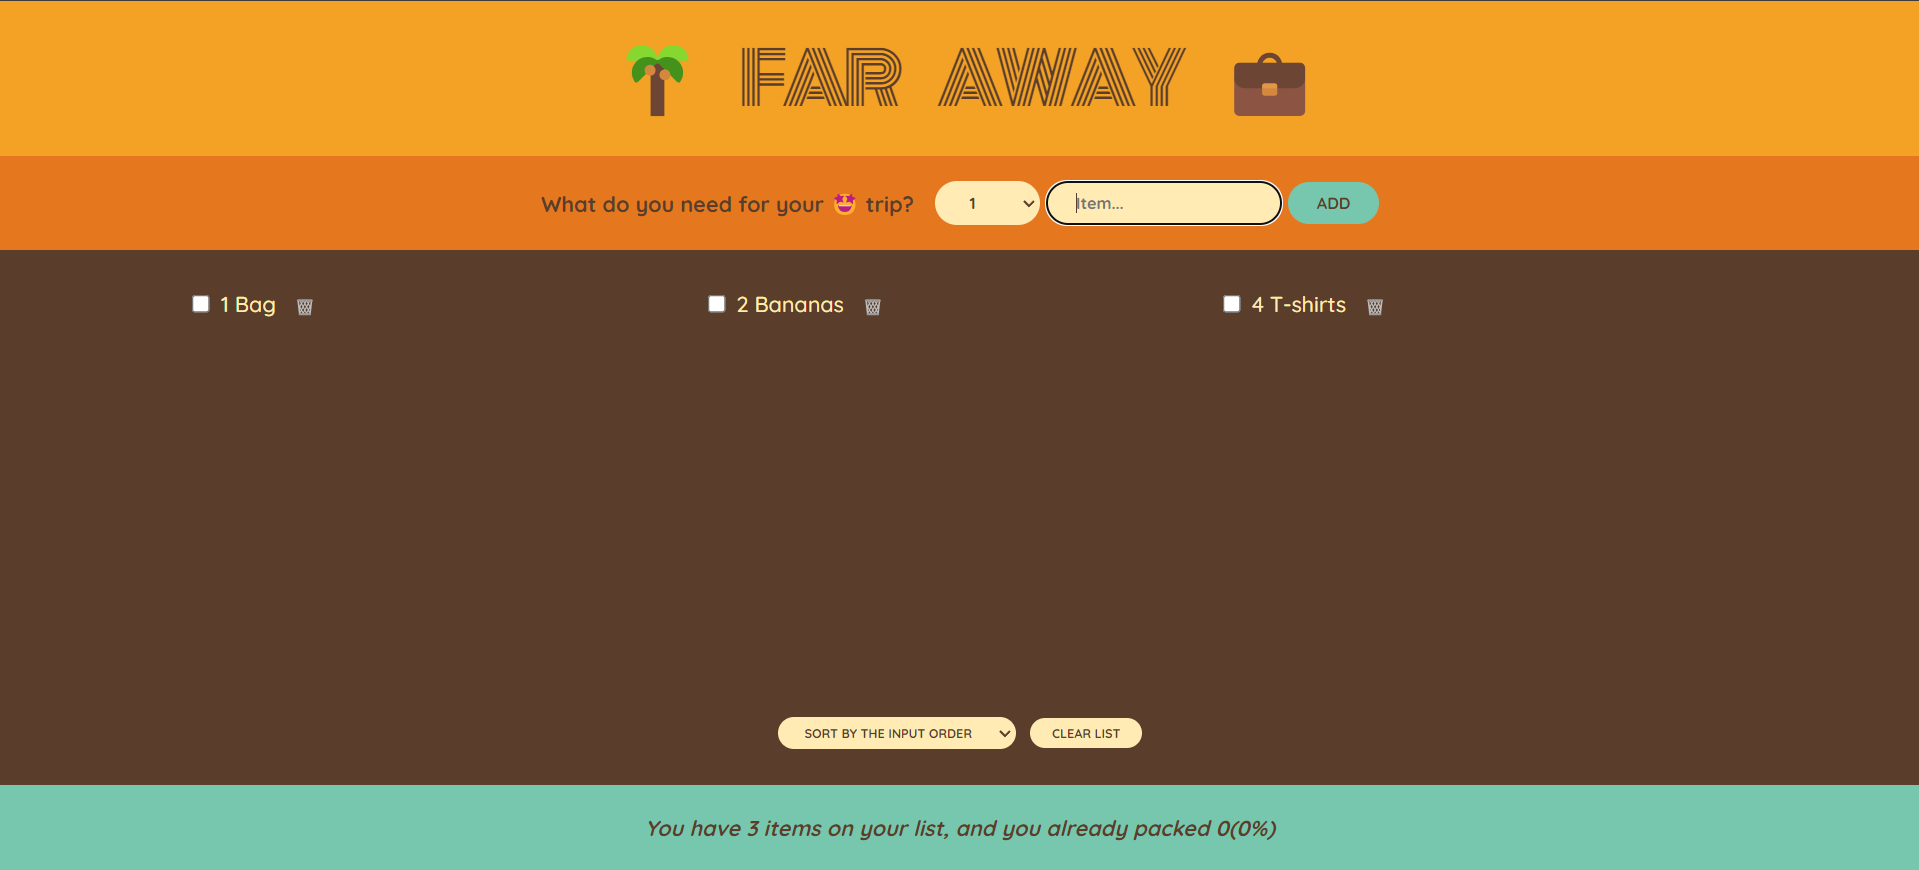 FAR AWAY
What do you need for your 🤩 trip? 1 Item... ADD
1 Bag 2 Bananas 4 T-shirts
SORT BY THE INPUT ORDER CLEAR LIST
You have 3 items on your list, and you already packed 0(0%)